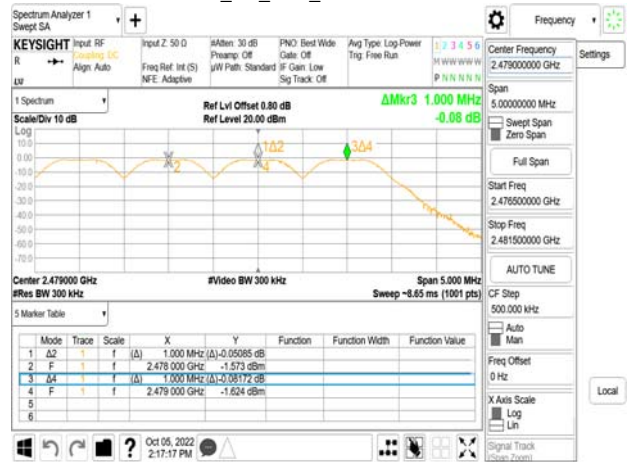 Spectrum Analyzer 1
Swept SA
+
Frequency
KEYSIGHT Input: RF
R
Coupling: DC
Align: Auto
Input Z: 50 Ω
Freq Ref: Int (S)
NFE: Adaptive
#Atten: 30 dB
Preamp: Off
µW Path: Standard
PNO: Best Wide
Gate: Off
IF Gain: Low
Sig Track: Off
Avg Type: Log-Power
Trig: Free Run
1 2 3 4 5 6
M W W W W W
P N N N N N
Center Frequency
2.479000000 GHz
Settings
Span
5.00000000 MHz
Swept Span
Zero Span
Full Span
Start Freq
2.476500000 GHz
Stop Freq
2.481500000 GHz
AUTO TUNE
CF Step
500.000 kHz
Auto
Man
Freq Offset
0 Hz
X Axis Scale
Log
Lin
Signal Track
(Span Zoom)
Local
1 Spectrum
Scale/Div 10 dB
Ref Lvl Offset 0.80 dB
Ref Level 20.00 dBm
ΔMkr3 1.000 MHz
-0.08 dB
Log
10.0
0.00
-10.0
-20.0
-30.0
-40.0
-50.0
-60.0
-70.0
2
1Δ2
4
3Δ4
Center 2.479000 GHz
#Res BW 300 kHz
#Video BW 300 kHz
Span 5.000 MHz
Sweep ~8.65 ms (1001 pts)
5 Marker Table
Mode Trace Scale X Y Function Function Width Function Value
1 Δ2 1 f (Δ) 1.000 MHz (Δ) -0.05085 dB
2 F 1 f 2.478 000 GHz -1.573 dBm
3 Δ4 1 f (Δ) 1.000 MHz (Δ) -0.08172 dB
4 F 1 f 2.479 000 GHz -1.624 dBm
5
6
?
Oct 05, 2022
2:17:17 PM